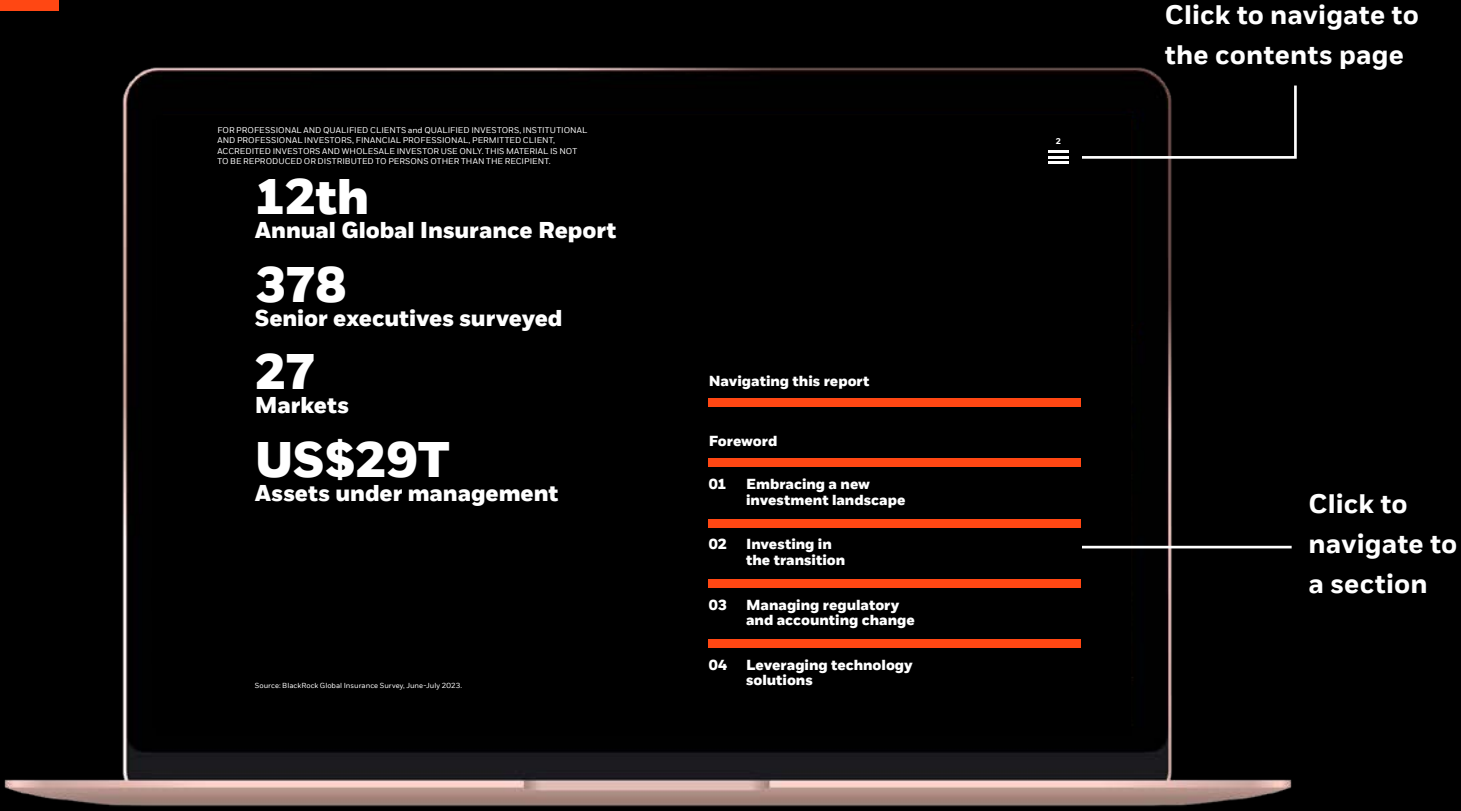 Click to navigate to
the contents page
FOR PROFESSIONAL AND QUALIFIED CLIENTS and QUALIFIED INVESTORS, INSTITUTIONAL
AND PROFESSIONAL INVESTORS, FINANCIAL PROFESSIONAL, PERMITTED CLIENT,
ACCREDITED INVESTORS AND WHOLESALE INVESTOR USE ONLY. THIS MATERIAL IS NOT
TO BE REPRODUCED OR DISTRIBUTED TO PERSONS OTHER THAN THE RECIPIENT.
2
12th
Annual Global Insurance Report
378
Senior executives surveyed
27
Markets
US$29T
Assets under management
Source: BlackRock Global Insurance Survey, June-July 2023.
Navigating this report
Foreword
01 Embracing a new
investment landscape
02 Investing in
the transition
03 Managing regulatory
and accounting change
04 Leveraging technology
solutions
Click to
navigate to
a section